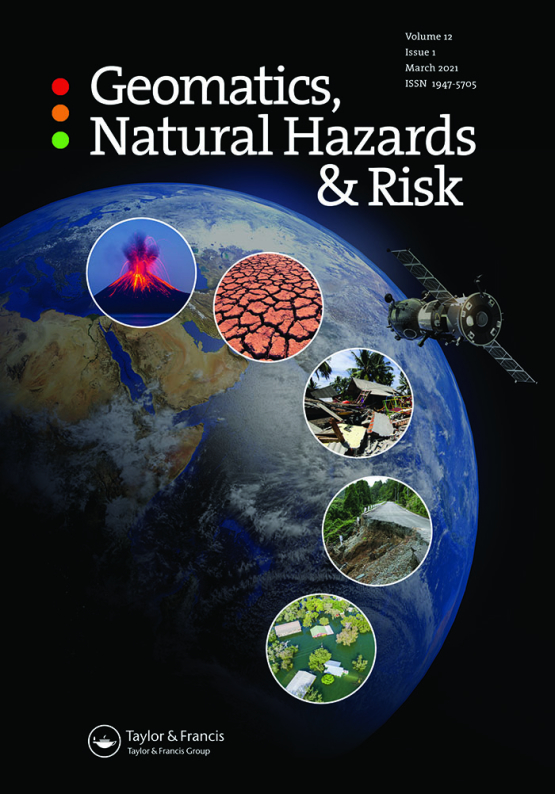 Volume 12
Issue 1
March 2021
ISSN 1947-5705
Geomatics,
Natural Hazards
& Risk
Taylor & Francis
Taylor & Francis Group